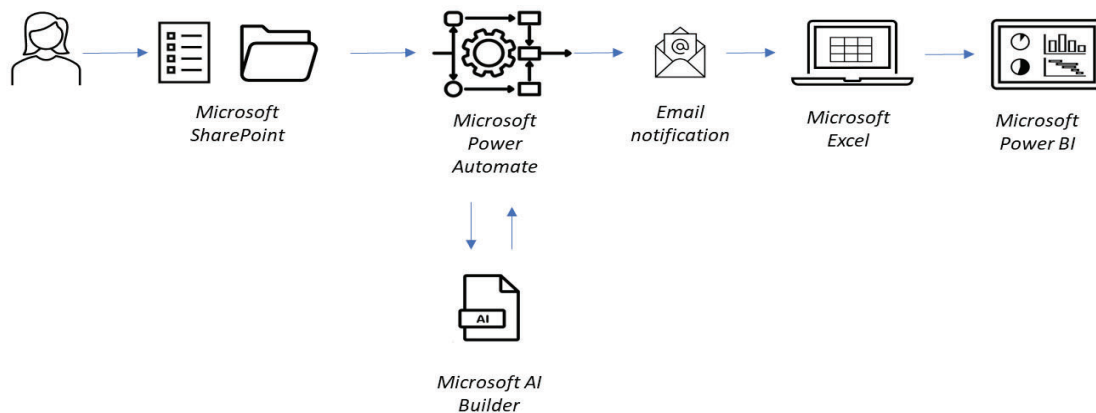 Microsoft
SharePoint
Microsoft
Power
Automate
@
Email
notification
Microsoft
Excel
Microsoft
Power BI
AI
Microsoft AI
Builder